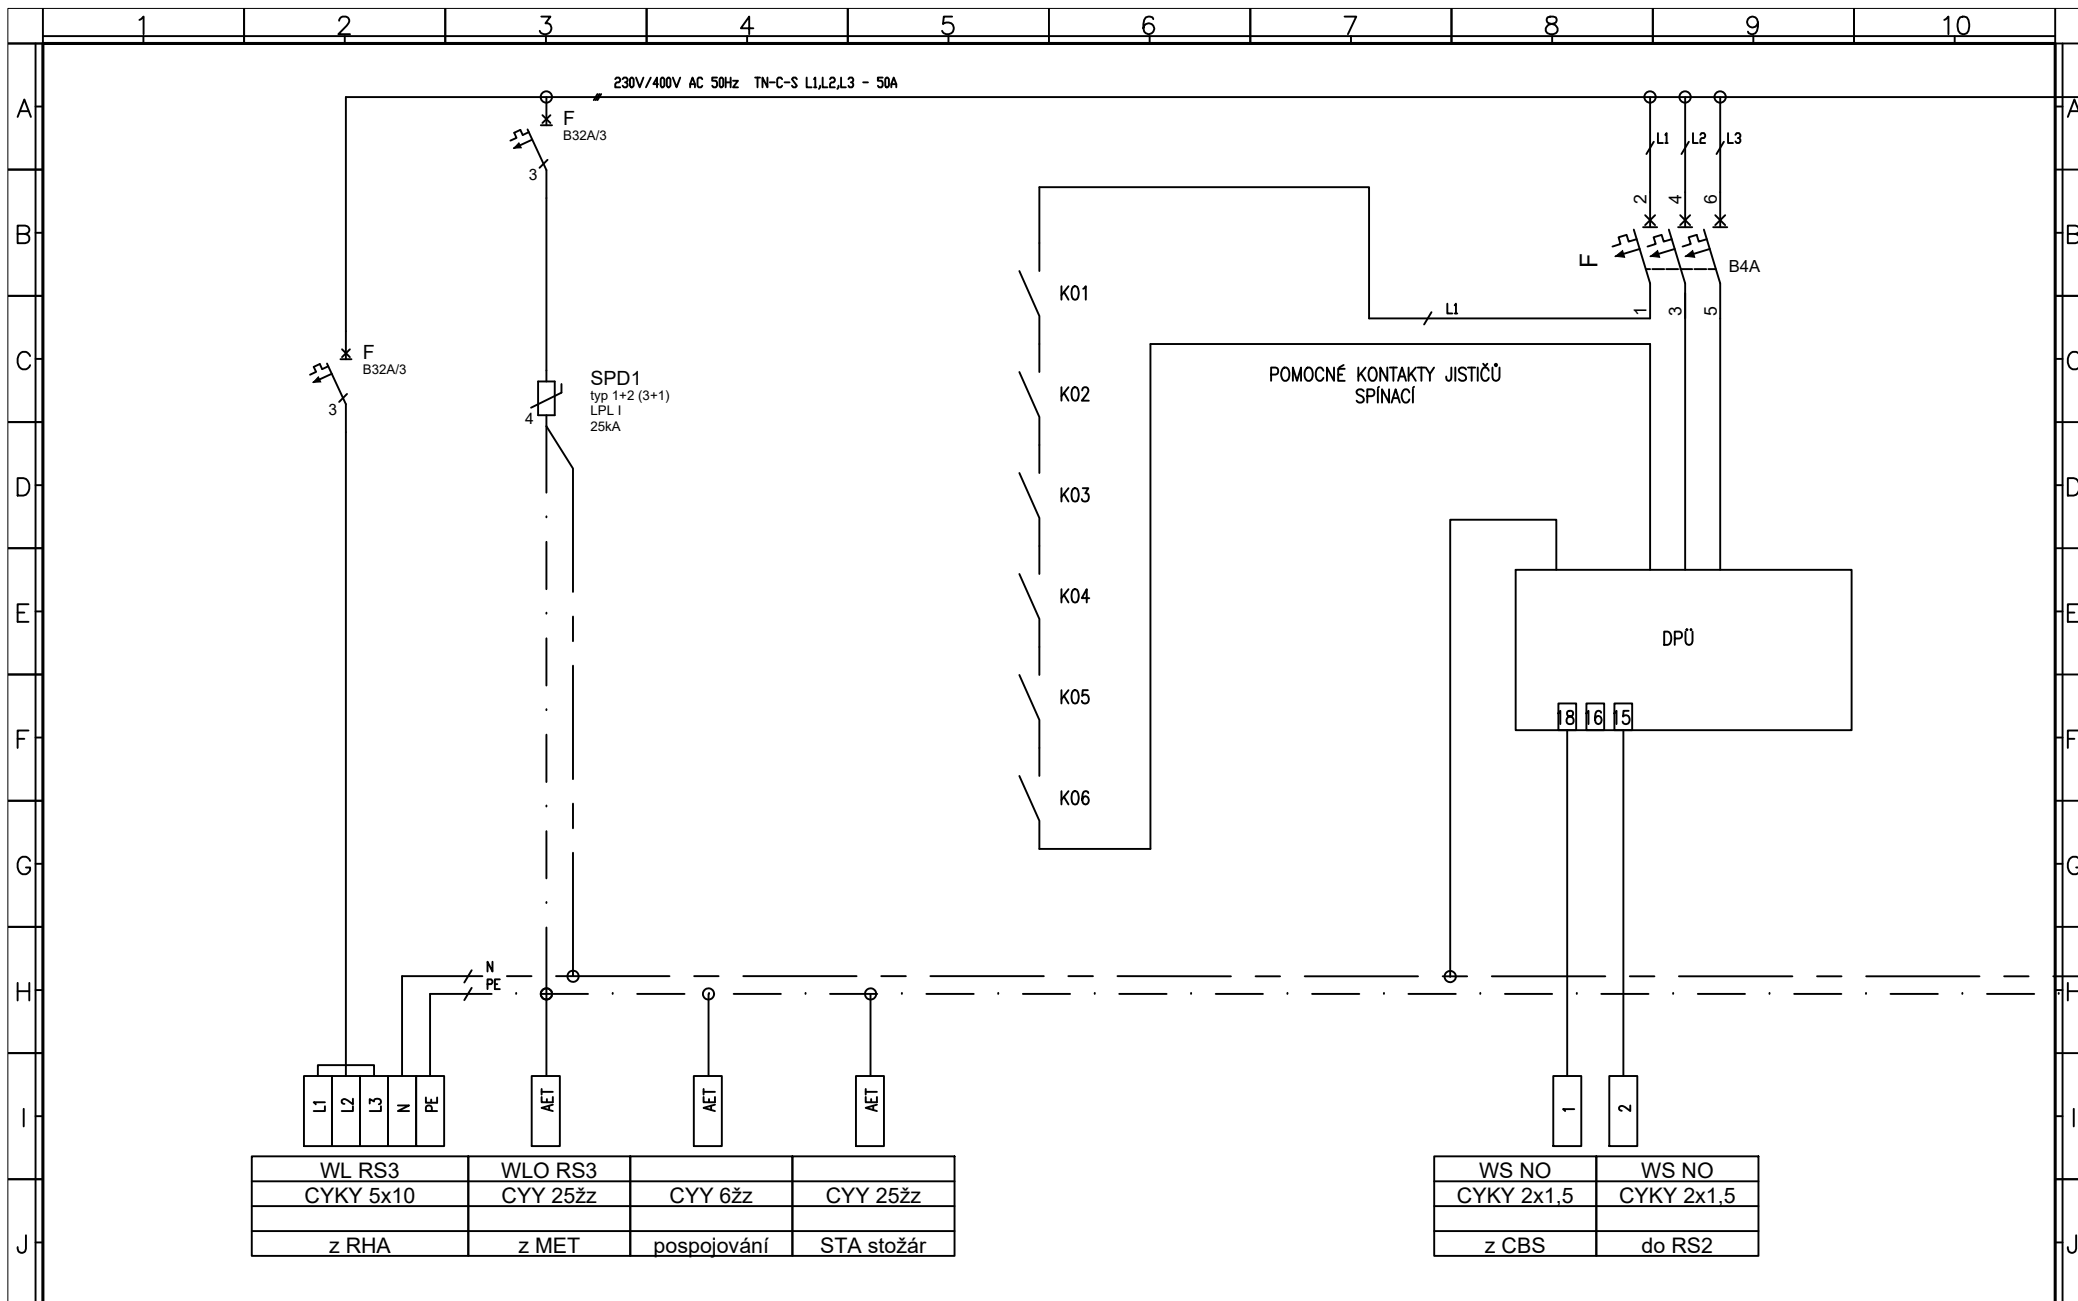 1 2 3 4 5 6 7 8 9 10
230V/400V AC 50Hz TN-C-S L1,L2,L3 - 50A
A
A
F
B32A/3
3
L1 L2 L3
2 4 6
B
B
F
B4A
K01
L1
1 3 5
C
C
F
B32A/3
3
SPD1
typ 1+2 (3+1)
LPL I
25kA
4
K02
POMOCNÉ KONTAKTY JISTIČŮ
SPÍNACÍ
D
D
K03
E
E
K04
DPÜ
K05
18 16 15
F
F
K06
G
G
N
PE
H
H
L1 L2 L3 N PE
AET
AET
AET
1
2
I
I
WL RS3 WLO RS3
CYKY 5x10 CYY 25žz CYY 6žz CYY 25žz
z RHA z MET pospojování STA stožár
WS NO WS NO
CYKY 2x1,5 CYKY 2x1,5
z CBS do RS2
J
J